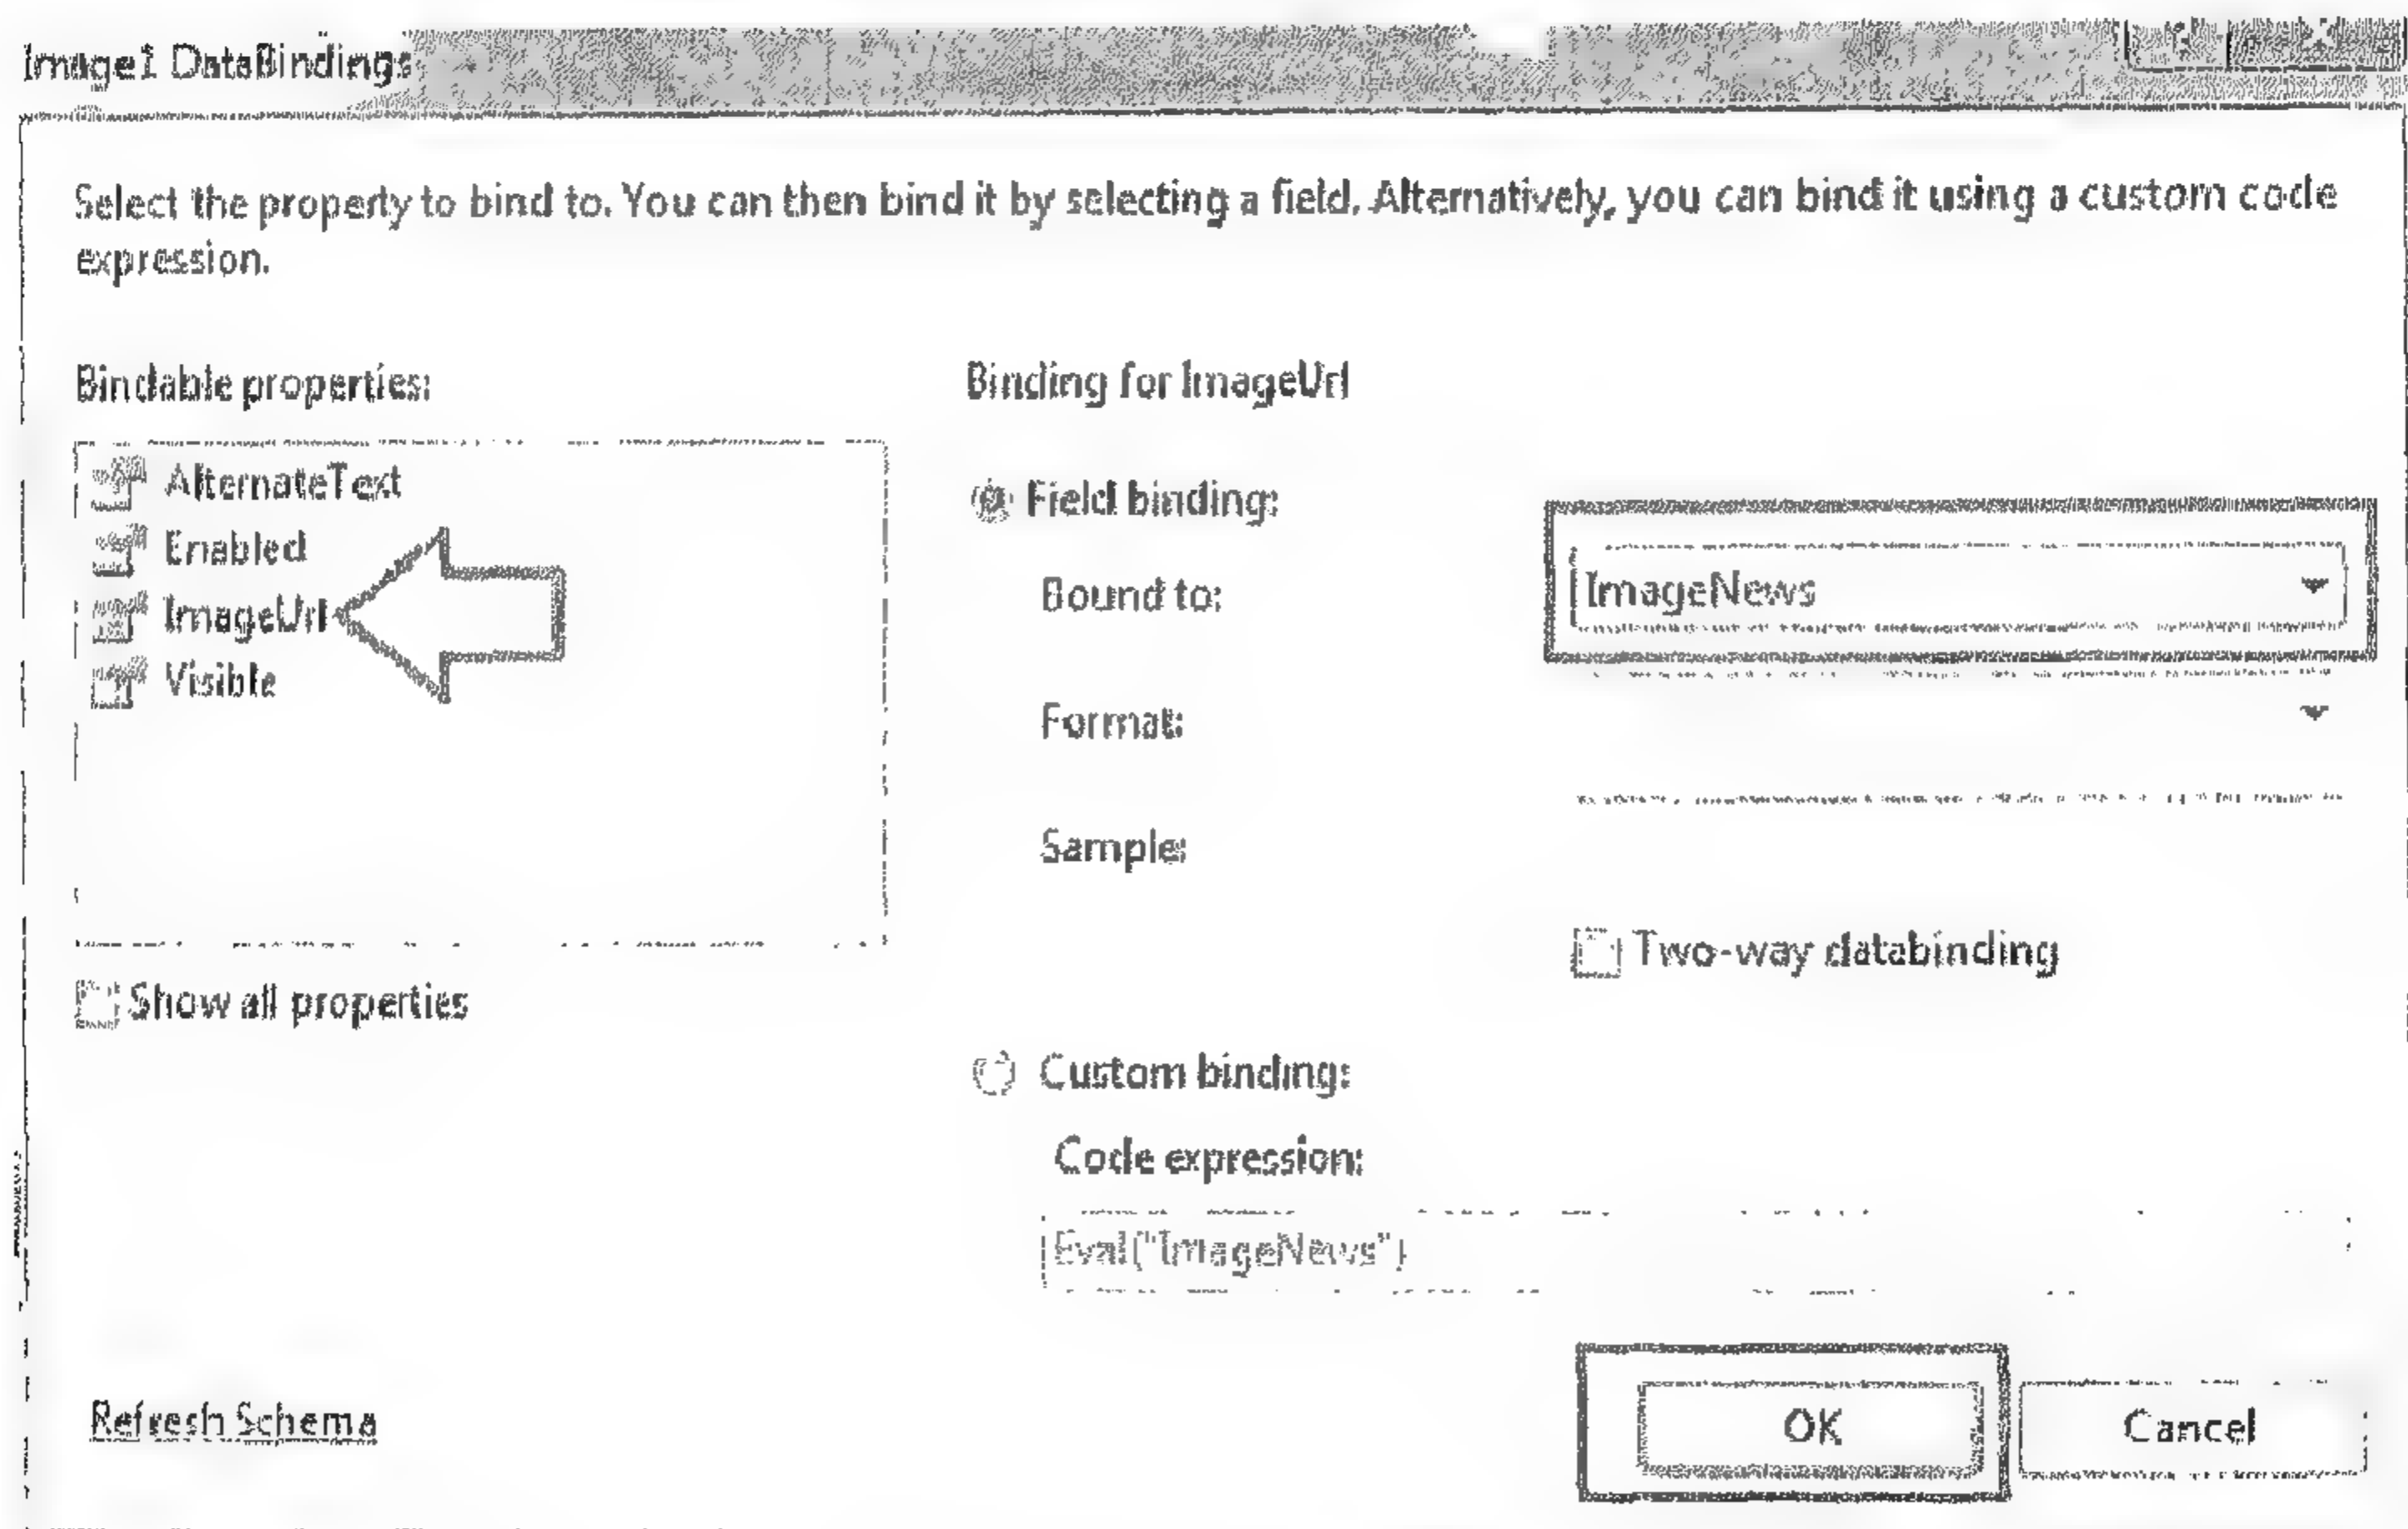 Image1 DataBindings
Select the property to bind to. You can then bind it by selecting a field. Alternatively, you can bind it using a custom code
expression.
Bindable properties:
AlternateText
Enabled
ImageUrl
Visible
Show all properties
Binding for ImageUrl
Field binding:
Bound to:
ImageNews
Format:
Sample:
Two-way databinding
Custom binding:
Code expression:
Eval("ImageNews")
Refresh Schema
OK
Cancel